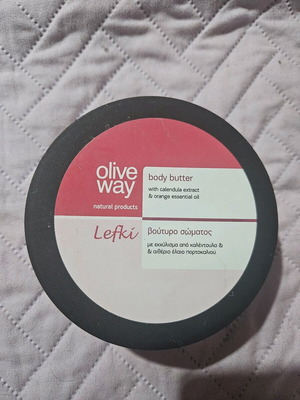 olive
way
natural products
body butter
with calendula extract
& orange essential oil
Lefki
βούτυρο σώματος
με εκχύλισμα από καλέντουλα &
& αιθέριο έλαιο πορτοκαλιού